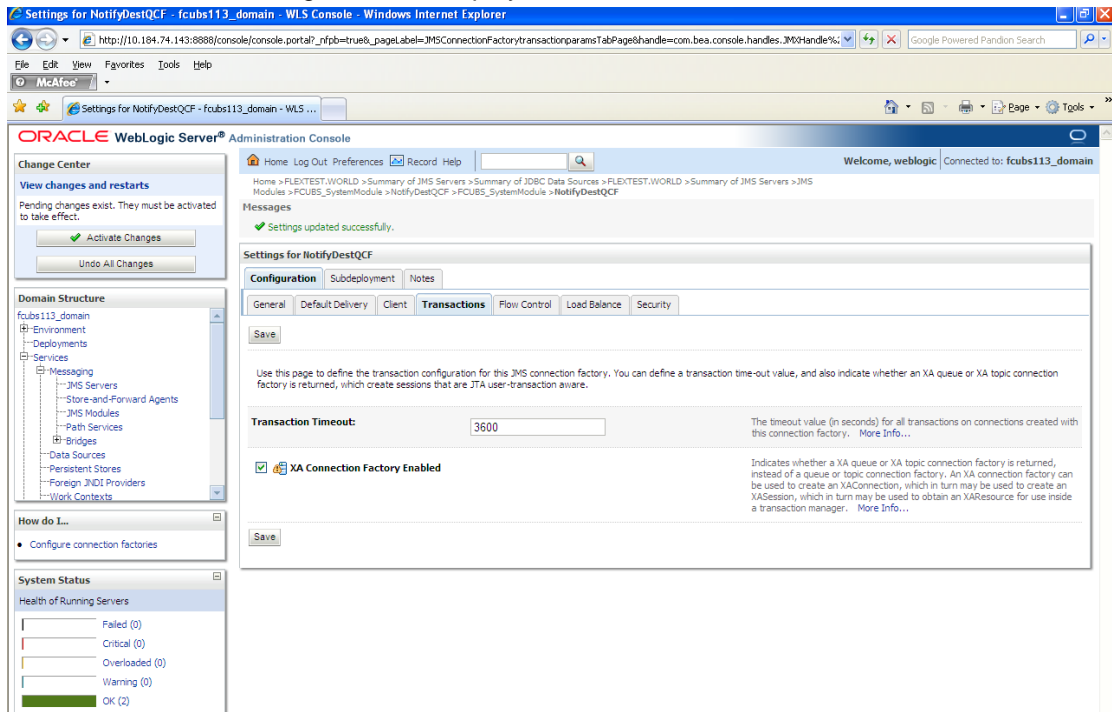 Settings for NotifyDestQCF - fcubs113_domain - WLS Console - Windows Internet Explorer
http://10.184.74.143:8888/console/console.portal?_nfpb=true&_pageLabel=JMSConnectionFactorytransactionparamsTabPage&handle=com.bea.console.handles.JMXHandle%
Google Powered Pandion Search
File Edit View Favorites Tools Help
McAfee
Settings for NotifyDestQCF - fcubs113_domain - WLS ...
Page Tools »
ORACLE WebLogic Server® Administration Console
Change Center
View changes and restarts
Pending changes exist. They must be activated
to take effect.
Activate Changes
Undo All Changes
Domain Structure
fcubs113_domain
Environment
Deployments
Services
Messaging
JMS Servers
Store-and-Forward Agents
JMS Modules
Path Services
Bridges
Data Sources
Persistent Stores
Foreign JNDI Providers
Work Contexts
How do I...
• Configure connection factories
System Status
Health of Running Servers
Failed (0)
Critical (0)
Overloaded (0)
Warning (0)
OK (2)
Home Log Out Preferences Record Help
Welcome, weblogic Connected to: fcubs113_domain
Home >FLEXTEST.WORLD >Summary of JMS Servers >Summary of JDBC Data Sources >FLEXTEST.WORLD >Summary of JMS Servers >JMS
Modules >FCUBS_SystemModule >NotifyDestQCF >FCUBS_SystemModule >NotifyDestQCF
Messages
Settings updated successfully.
Settings for NotifyDestQCF
Configuration Subdeployment Notes
General Default Delivery Client Transactions Flow Control Load Balance Security
Save
Use this page to define the transaction configuration for this JMS connection factory. You can define a transaction time-out value, and also indicate whether an XA queue or XA topic connection
factory is returned, which create sessions that are JTA user-transaction aware.
Transaction Timeout:
3600
The timeout value (in seconds) for all transactions on connections created with
this connection factory. More Info...
XA Connection Factory Enabled
Indicates whether a XA queue or XA topic connection factory is returned,
instead of a queue or topic connection factory. An XA connection factory can
be used to create an XAConnection, which in turn may be used to create an
XASession, which in turn may be used to obtain an XAResource for use inside
a transaction manager. More Info...
Save